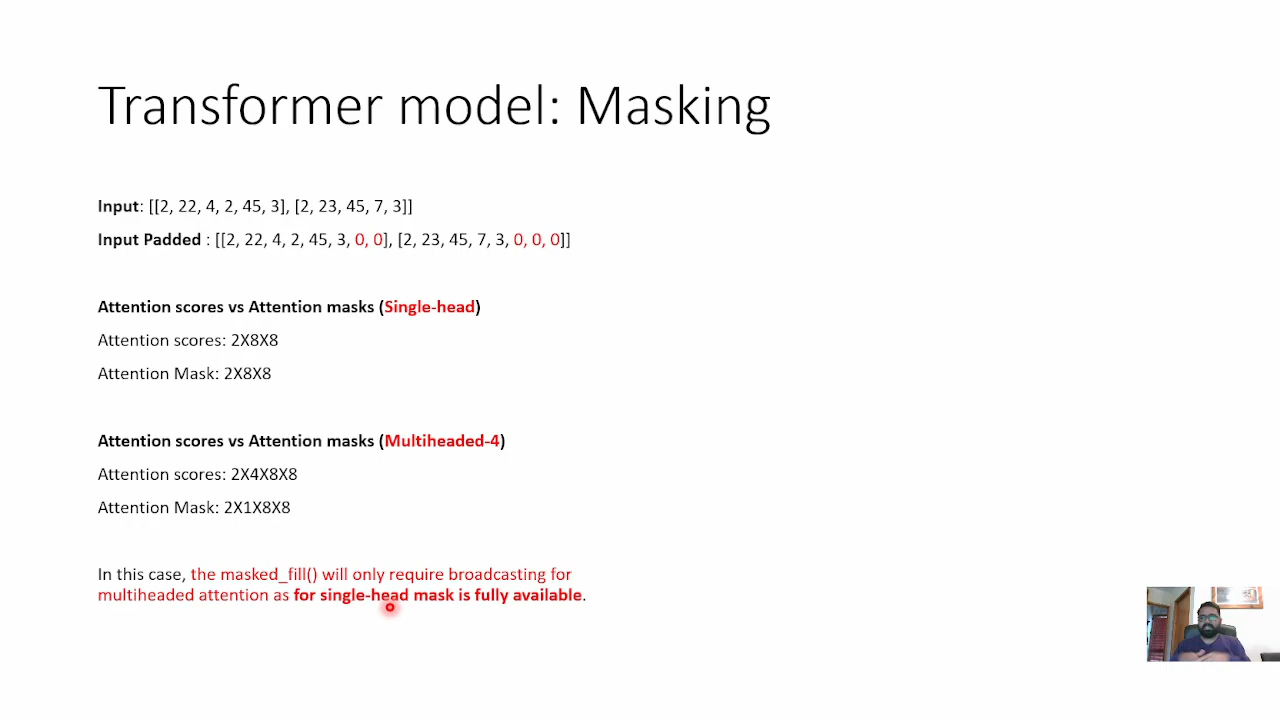 Transformer model: Masking
Input: [[2, 22, 4, 2, 45, 3], [2, 23, 45, 7, 3]]
Input Padded : [[2, 22, 4, 2, 45, 3, 0, 0], [2, 23, 45, 7, 3, 0, 0, 0]]
Attention scores vs Attention masks (Single-head)
Attention scores: 2X8X8
Attention Mask: 2X8X8
Attention scores vs Attention masks (Multiheaded-4)
Attention scores: 2X4X8X8
Attention Mask: 2X1X8X8
In this case, the masked_fill() will only require broadcasting for
multiheaded attention as for single-head mask is fully available.